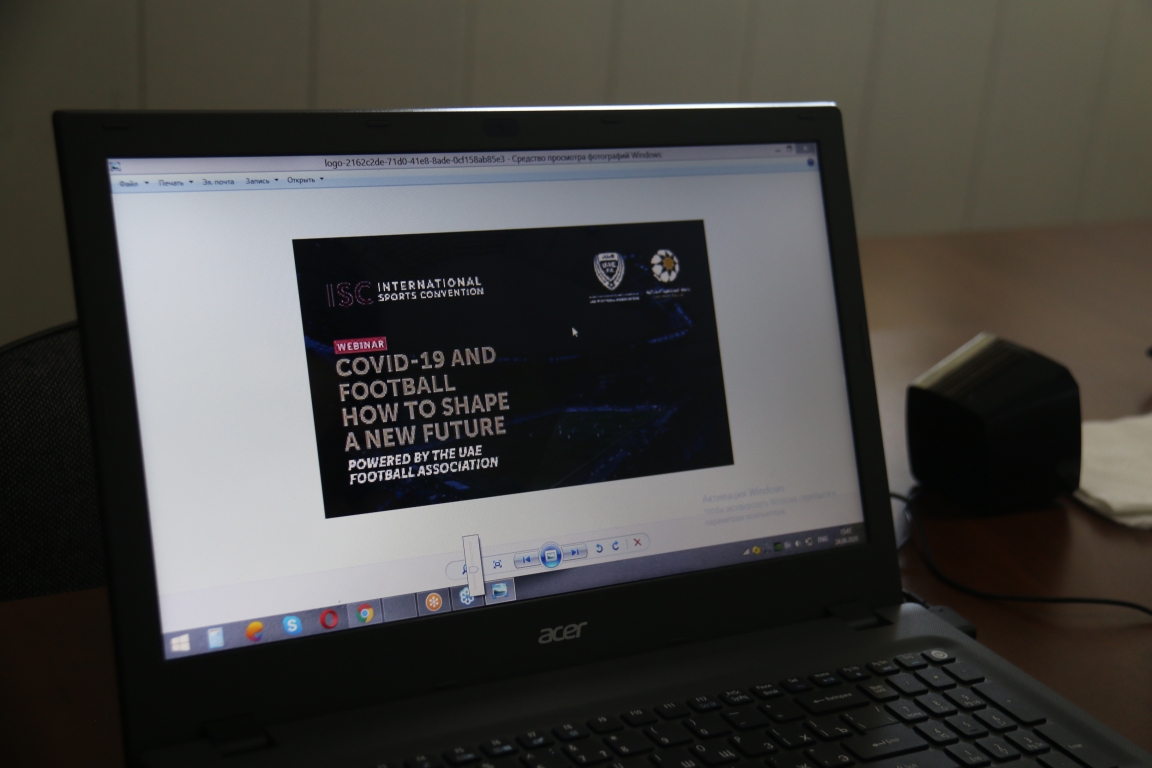 logo-2162c2de-71d0-41e8-8ade-0cf158ab85e3 - Средство просмотра фотографий Windows
Файл Печать Эл. почта Запись Открыть
ISC INTERNATIONAL
SPORTS CONVENTION
WEBINAR
COVID-19 AND
FOOTBALL
HOW TO SHAPE
A NEW FUTURE
POWERED BY THE UAE
FOOTBALL ASSOCIATION
Активация Windows
acer